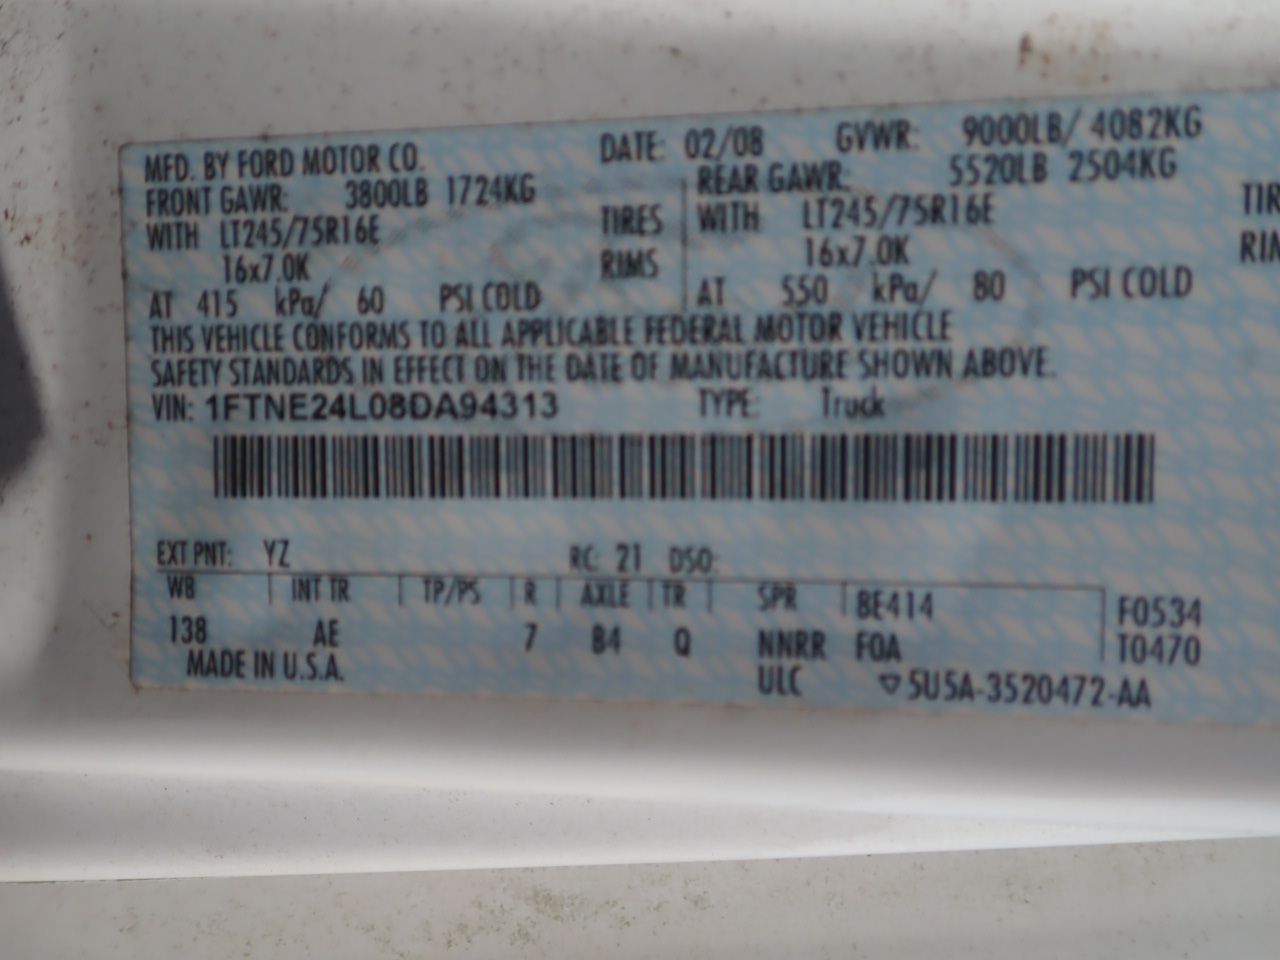 MFD. BY FORD MOTOR CO. DATE: 02/08 GVWR: 9000LB/ 4082KG
FRONT GAWR: 3800LB 1724KG REAR GAWR: 5520LB 2504KG
WITH LT245/75R16E TIRES WITH LT245/75R16E TIR
16x7.0K RIMS 16x7.0K RIM
AT 415 kPa/ 60 PSI COLD AT 550 kPa/ 80 PSI COLD
THIS VEHICLE CONFORMS TO ALL APPLICABLE FEDERAL MOTOR VEHICLE
SAFETY STANDARDS IN EFFECT ON THE DATE OF MANUFACTURE SHOWN ABOVE.
VIN: 1FTNE24L08DA94313 TYPE: Truck
EXT PNT: YZ RC: 21 DSO:
WB INT TR TP/PS R AXLE TR SPR 8E414 F0534
138 AE 7 B4 Q NNRR FOA T0470
MADE IN U.S.A. ULC ▽5U5A-3520472-AA